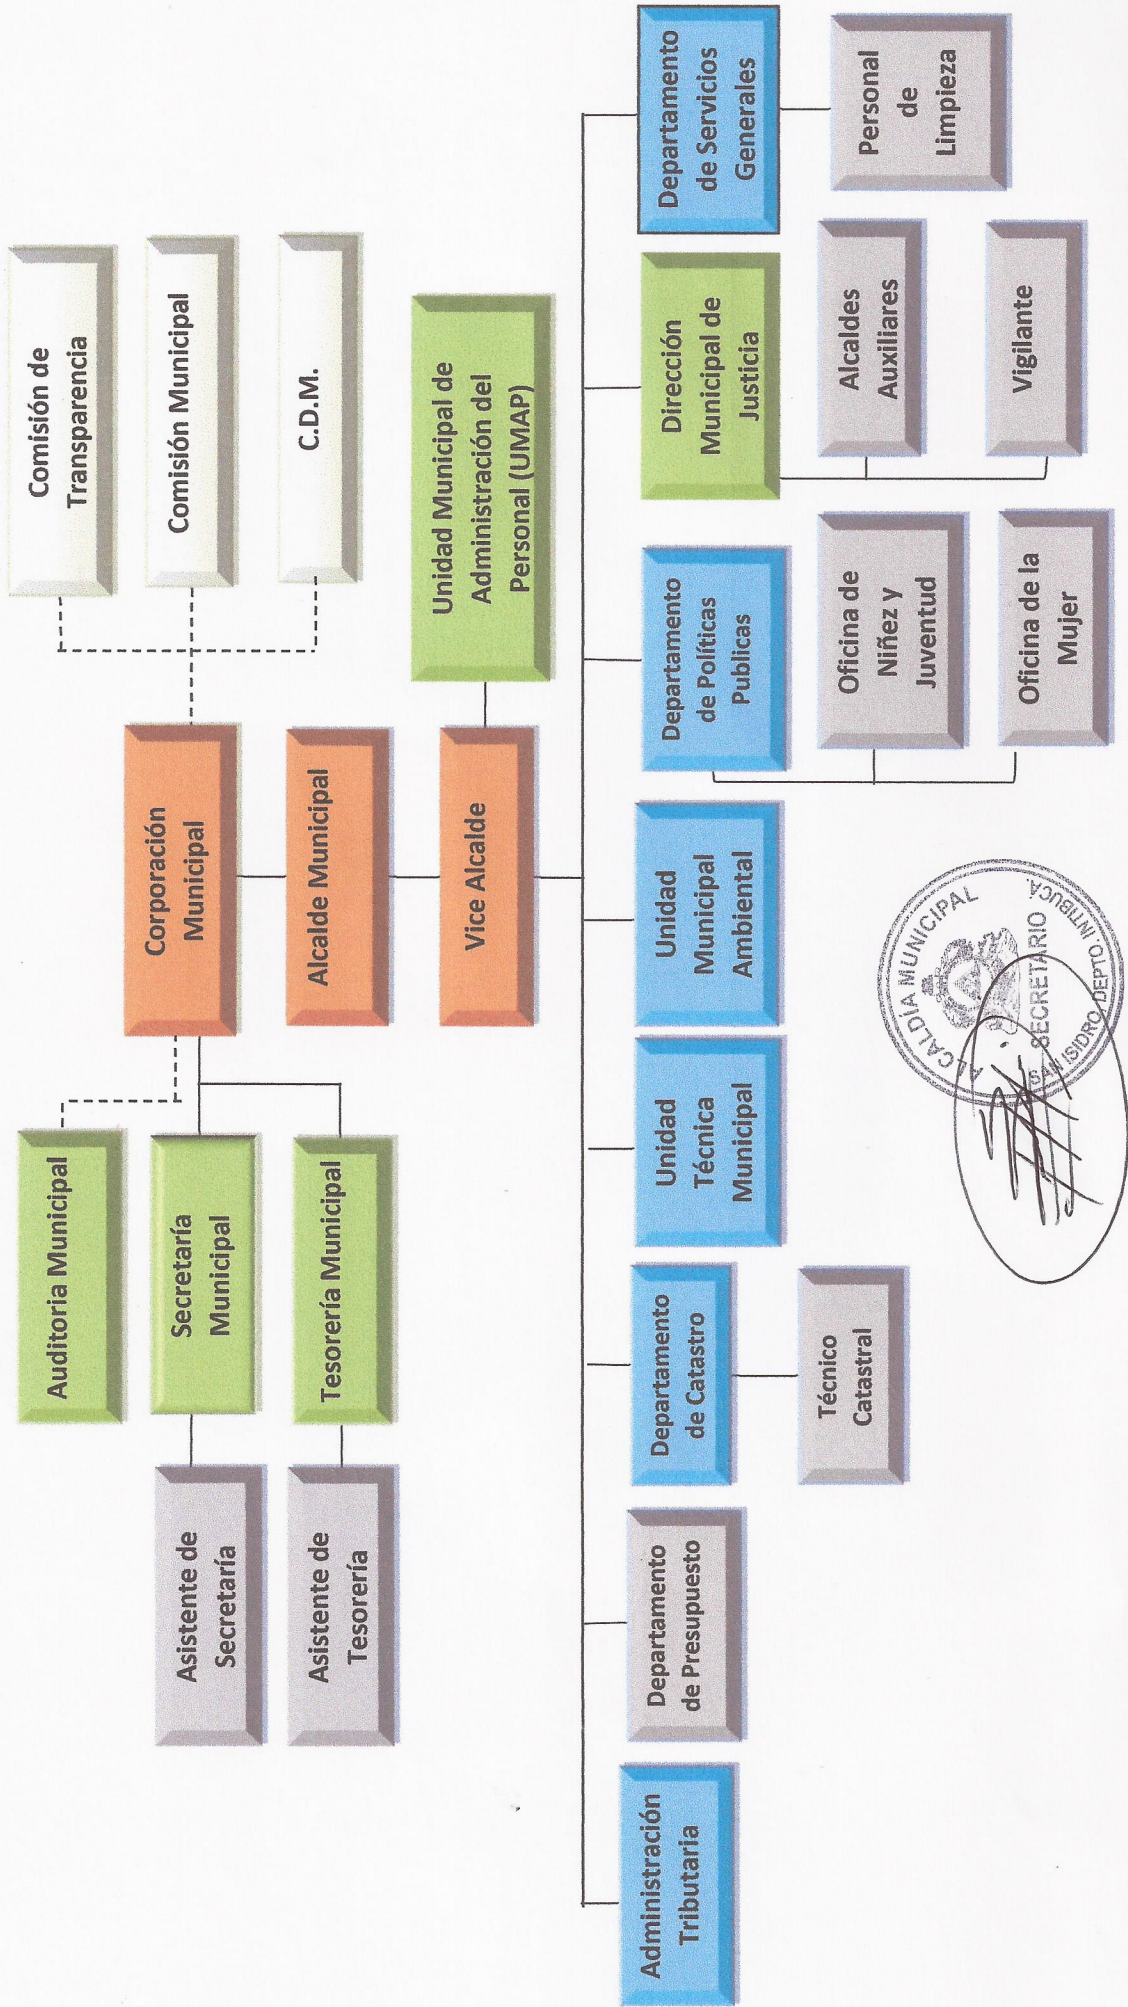 Comisión de
Transparencia
Comisión Municipal
C.D.M.
Corporación
Municipal
Auditoria Municipal
Secretaría
Municipal
Tesorería Municipal
Asistente de
Secretaría
Asistente de
Tesorería
Alcalde Municipal
Vice Alcalde
Unidad Municipal de
Administración del
Personal (UMAP)
Administración
Tributaria
Departamento
de Presupuesto
Departamento
de Catastro
Técnico
Catastral
Unidad
Técnica
Municipal
Unidad
Municipal
Ambiental
Departamento
de Políticas
Publicas
Oficina de
Niñez y
Juventud
Oficina de la
Mujer
Dirección
Municipal de
Justicia
Alcaldes
Auxiliares
Vigilante
Departamento
de Servicios
Generales
Personal
de
Limpieza
ALCALDÍA MUNICIPAL
SECRETARIO
SAN ISIDRO, DEPTO. INTIBUCÁ.